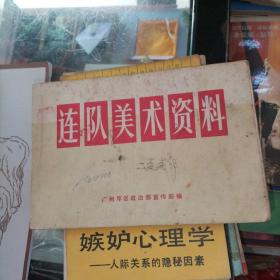 连队美术资料
广州军区政治部宣传部编
嫉妒心理学
——人际关系的隐秘因素